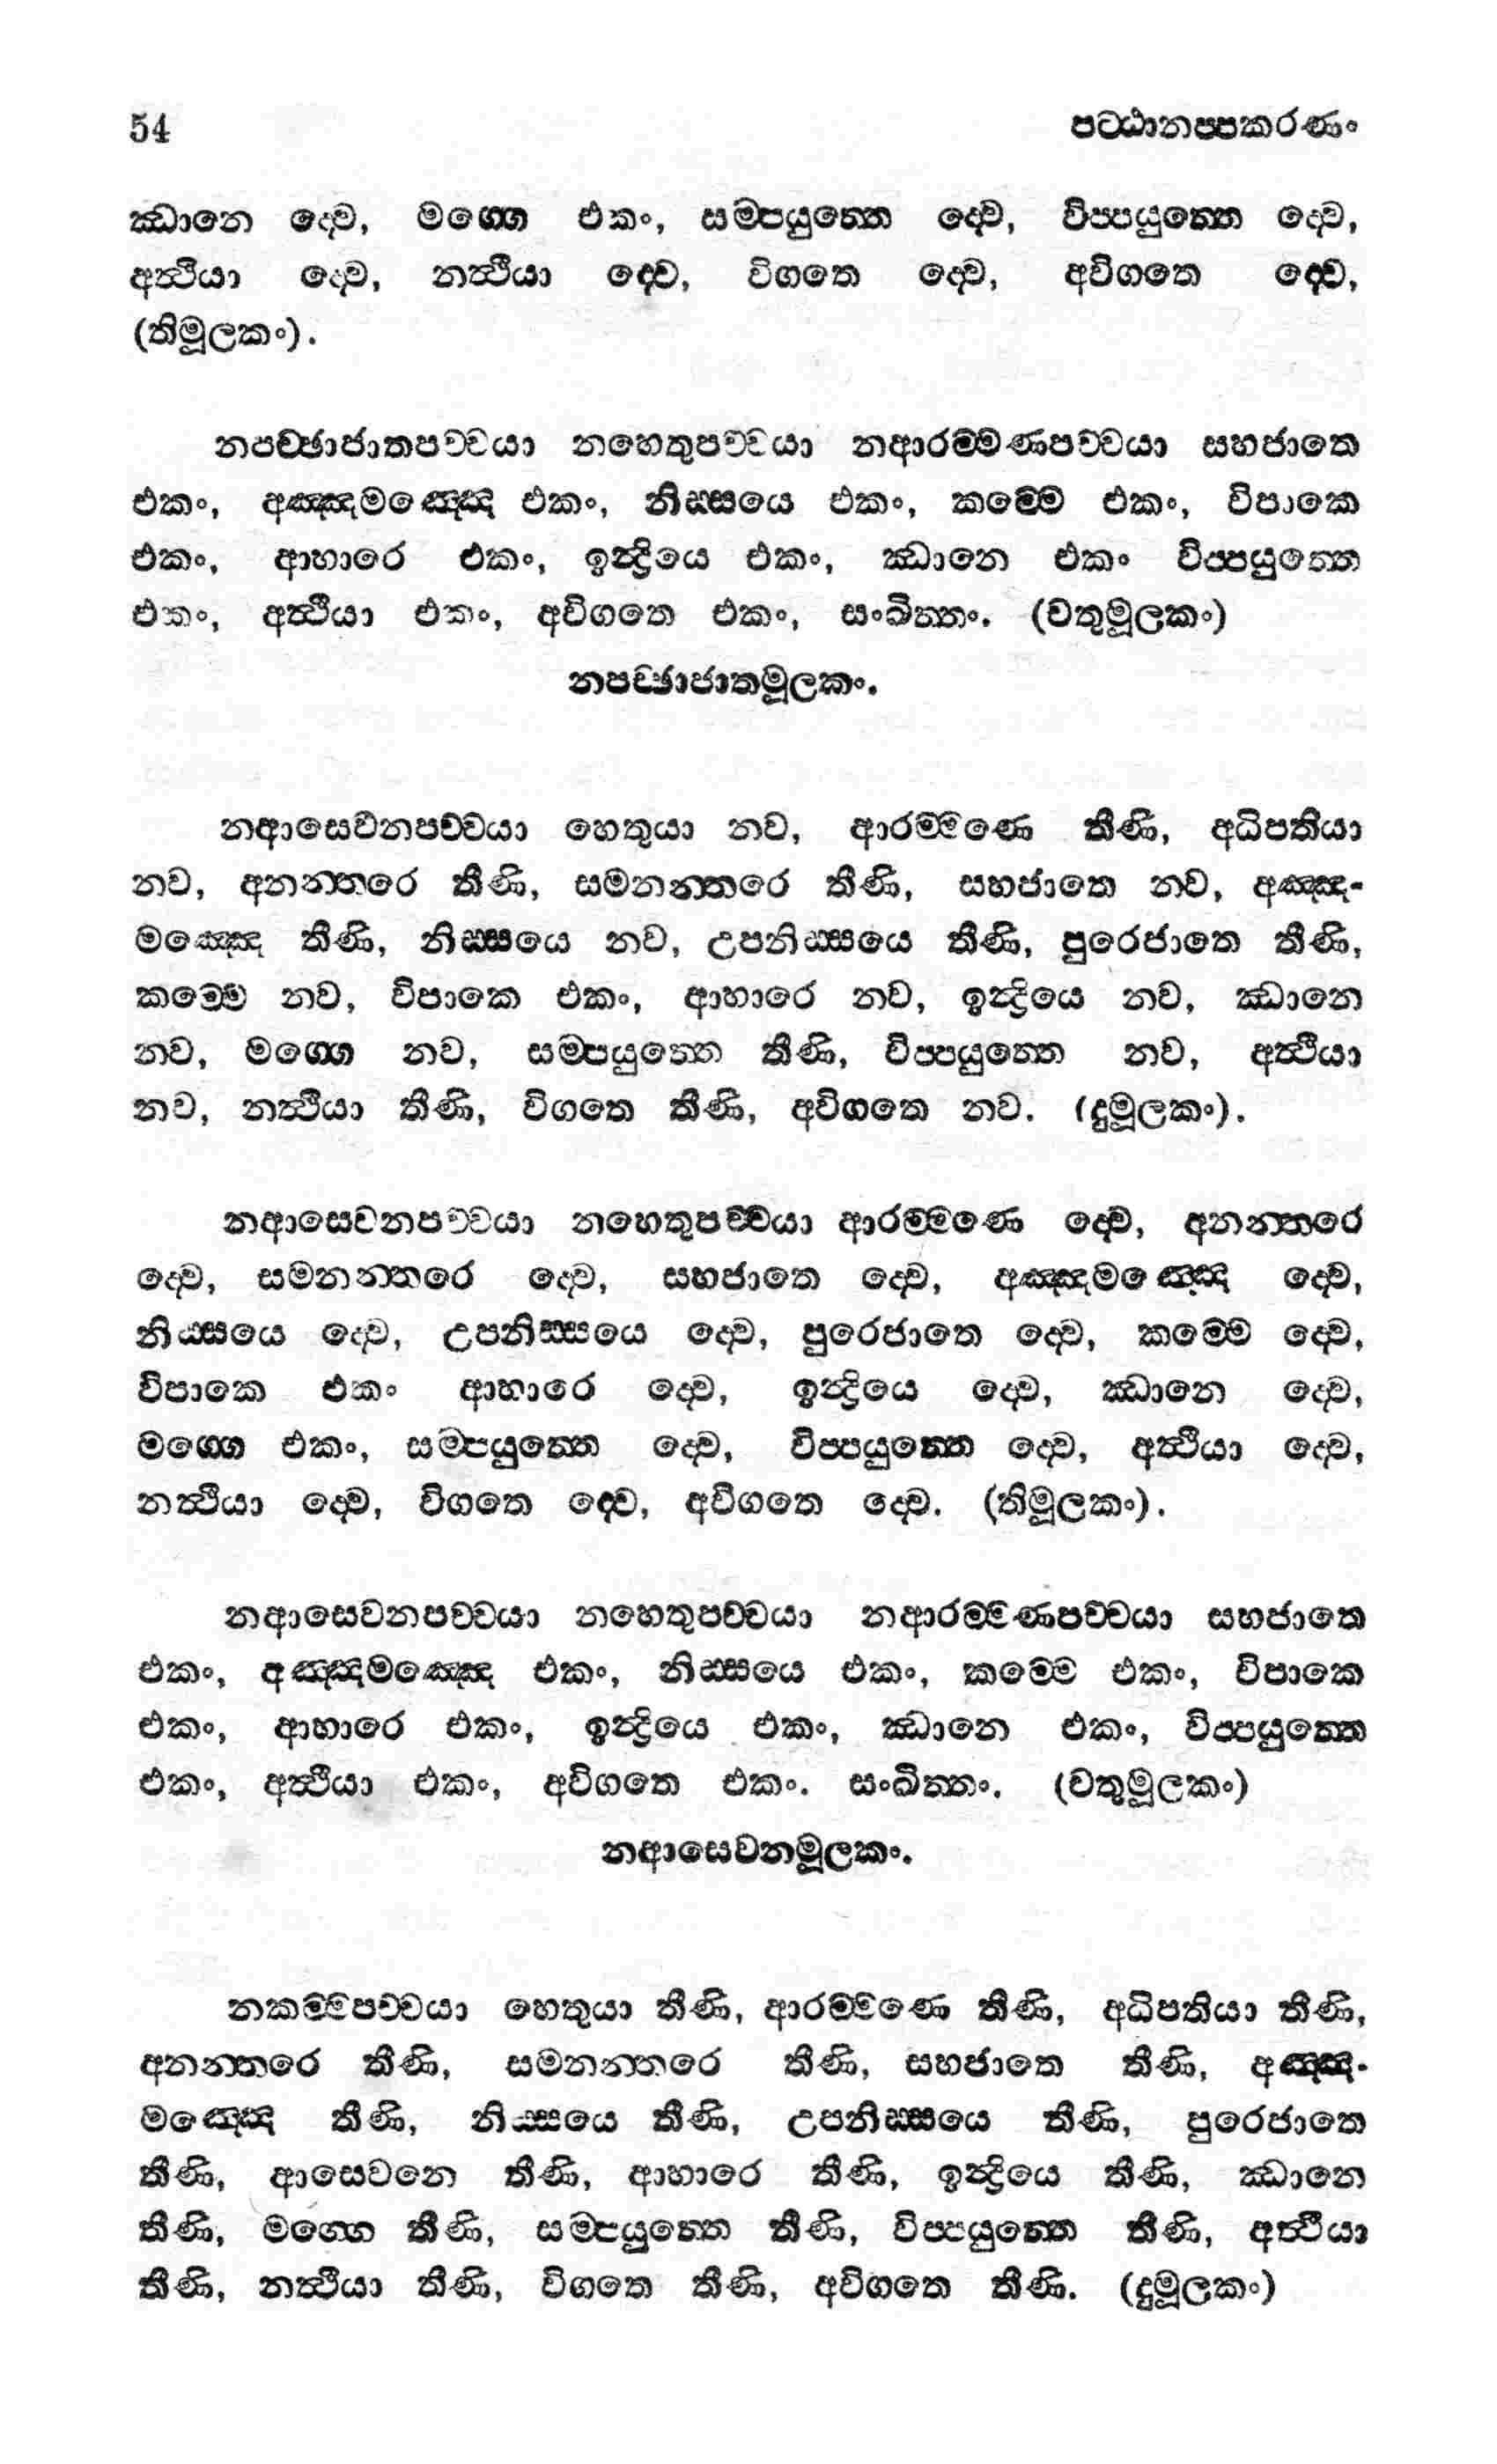 54 පට්ඨානප්පකරණං
ඣානෙ ද්වෙ, මග්ගෙ එකං, සම්පයුත්තෙ ද්වෙ, විප්පයුත්තෙ ද්වෙ,
අත්ථියා ද්වෙ, නත්ථියා ද්වෙ, විගතෙ ද්වෙ, අවිගතෙ ද්වෙ,
(තිමූලකං).
නපච්ඡාජාතපච්චයා නහෙතුපච්චයා නආරම්මණපච්චයා සහජාතෙ
එකං, අඤ්ඤමඤ්ඤෙ එකං, නිස්සයෙ එකං, කම්මෙ එකං, විපාකෙ
එකං, ආහාරෙ එකං, ඉන්ද්‍රියෙ එකං, ඣානෙ එකං විප්පයුත්තෙ
එකං, අත්ථියා එකං, අවිගතෙ එකං, සංඛිත්තං. (චතුමූලකං)
නපච්ඡාජාතමූලකං.
නආසෙවනපච්චයා හෙතුයා නව, ආරම්මණෙ තීණි, අධිපතියා
නව, අනන්තරෙ තීණි, සමනන්තරෙ තීණි, සහජාතෙ නව, අඤ්ඤ-
මඤ්ඤෙ තීණි, නිස්සයෙ නව, උපනිස්සයෙ තීණි, පුරෙජාතෙ තීණි,
කම්මෙ නව, විපාකෙ එකං, ආහාරෙ නව, ඉන්ද්‍රියෙ නව, ඣානෙ
නව, මග්ගෙ නව, සම්පයුත්තෙ තීණි, විප්පයුත්තෙ නව, අත්ථියා
නව, නත්ථියා තීණි, විගතෙ තීණි, අවිගතෙ නව. (දුමූලකං).
නආසෙවනපච්චයා නහෙතුපච්චයා ආරම්මණෙ ද්වෙ, අනන්තරෙ
ද්වෙ, සමනන්තරෙ ද්වෙ, සහජාතෙ ද්වෙ, අඤ්ඤමඤ්ඤෙ ද්වෙ,
නිස්සයෙ ද්වෙ, උපනිස්සයෙ ද්වෙ, පුරෙජාතෙ ද්වෙ, කම්මෙ ද්වෙ,
විපාකෙ එකං ආහාරෙ ද්වෙ, ඉන්ද්‍රියෙ ද්වෙ, ඣානෙ ද්වෙ,
මග්ගෙ එකං, සම්පයුත්තෙ ද්වෙ, විප්පයුත්තෙ ද්වෙ, අත්ථියා ද්වෙ,
නත්ථියා ද්වෙ, විගතෙ ද්වෙ, අවිගතෙ ද්වෙ. (තිමූලකං).
නආසෙවනපච්චයා නහෙතුපච්චයා නආරම්මණපච්චයා සහජාතෙ
එකං, අඤ්ඤමඤ්ඤෙ එකං, නිස්සයෙ එකං, කම්මෙ එකං, විපාකෙ
එකං, ආහාරෙ එකං, ඉන්ද්‍රියෙ එකං, ඣානෙ එකං, විප්පයුත්තෙ
එකං, අත්ථියා එකං, අවිගතෙ එකං. සංඛිත්තං. (චතුමූලකං)
නආසෙවනමූලකං.
නකම්මපච්චයා හෙතුයා තීණි, ආරම්මණෙ තීණි, අධිපතියා තීණි,
අනන්තරෙ තීණි, සමනන්තරෙ තීණි, සහජාතෙ තීණි, අඤ්ඤ-
මඤ්ඤෙ තීණි, නිස්සයෙ තීණි, උපනිස්සයෙ තීණි, පුරෙජාතෙ
තීණි, ආසෙවනෙ තීණි, ආහාරෙ තීණි, ඉන්ද්‍රියෙ තීණි, ඣානෙ
තීණි, මග්ගෙ තීණි, සම්පයුත්තෙ තීණි, විප්පයුත්තෙ තීණි, අත්ථියා
තීණි, නත්ථියා තීණි, විගතෙ තීණි, අවිගතෙ තීණි. (දුමූලකං)